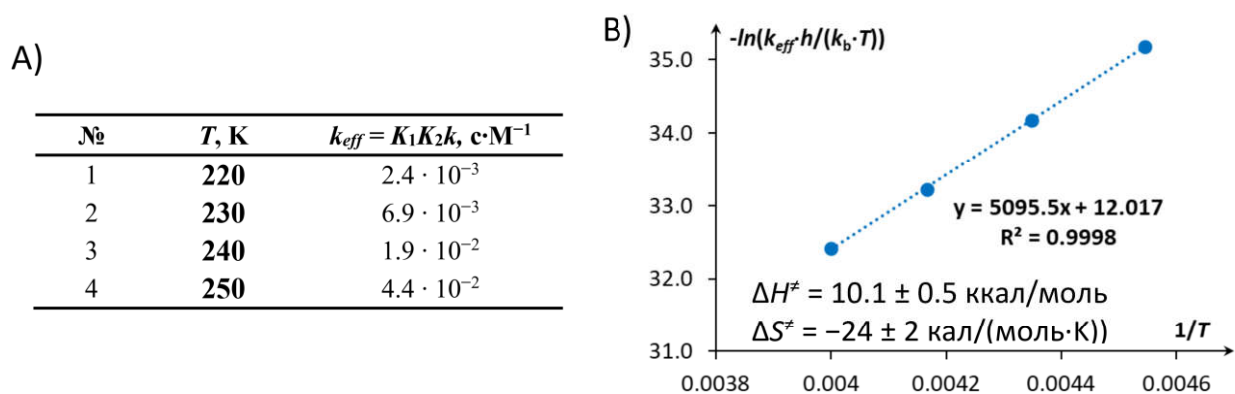 A)
№ T, K k_eff = K₁K₂k, с·М⁻¹
1 220 2.4 · 10⁻³
2 230 6.9 · 10⁻³
3 240 1.9 · 10⁻²
4 250 4.4 · 10⁻²
B)
-ln(k_eff·h/(k_b·T))
35.0
34.0
33.0
32.0
31.0
y = 5095.5x + 12.017
R² = 0.9998
ΔH≠ = 10.1 ± 0.5 ккал/моль
ΔS≠ = −24 ± 2 кал/(моль·K))
1/T
0.0038 0.004 0.0042 0.0044 0.0046